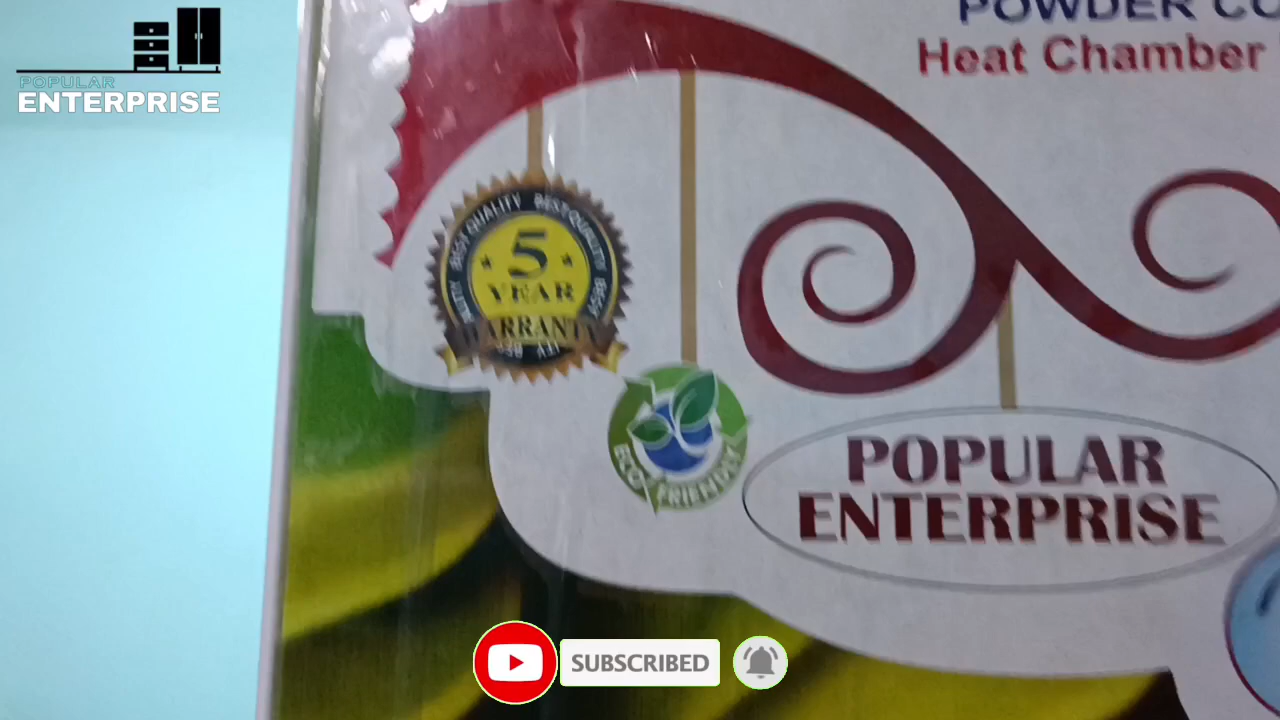 POPULAR
ENTERPRISE
POWDER CO
Heat Chamber
BEST QUALITY BEST QUALITY BEST
5
YEAR
WARRANTY
ECO FRIENDLY
POPULAR
ENTERPRISE
SUBSCRIBED